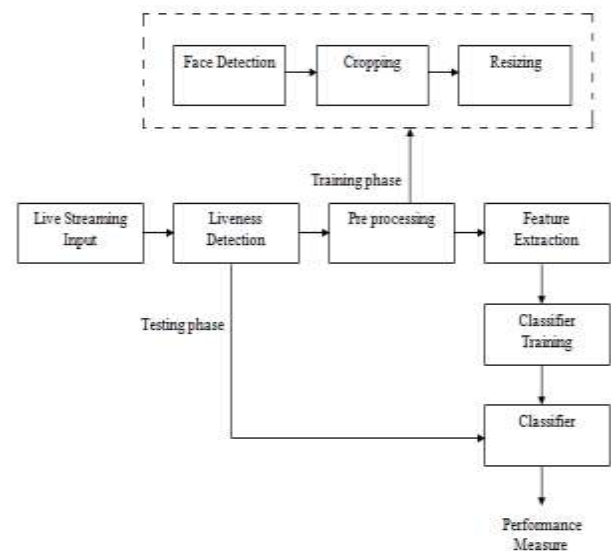 Face Detection
Cropping
Resizing
Training phase
Live Streaming
Input
Liveness
Detection
Pre processing
Feature
Extraction
Testing phase
Classifier
Training
Classifier
Performance
Measure